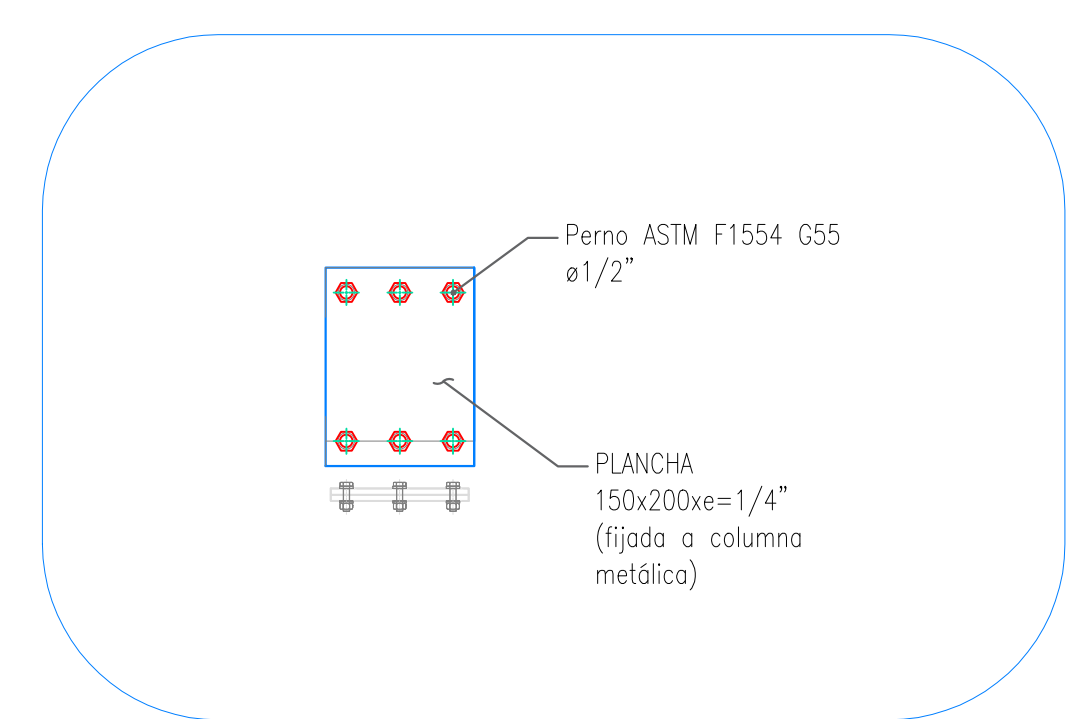 Perno ASTM F1554 G55
ø1/2”
PLANCHA
150x200xe=1/4”
(fijada a columna
metálica)